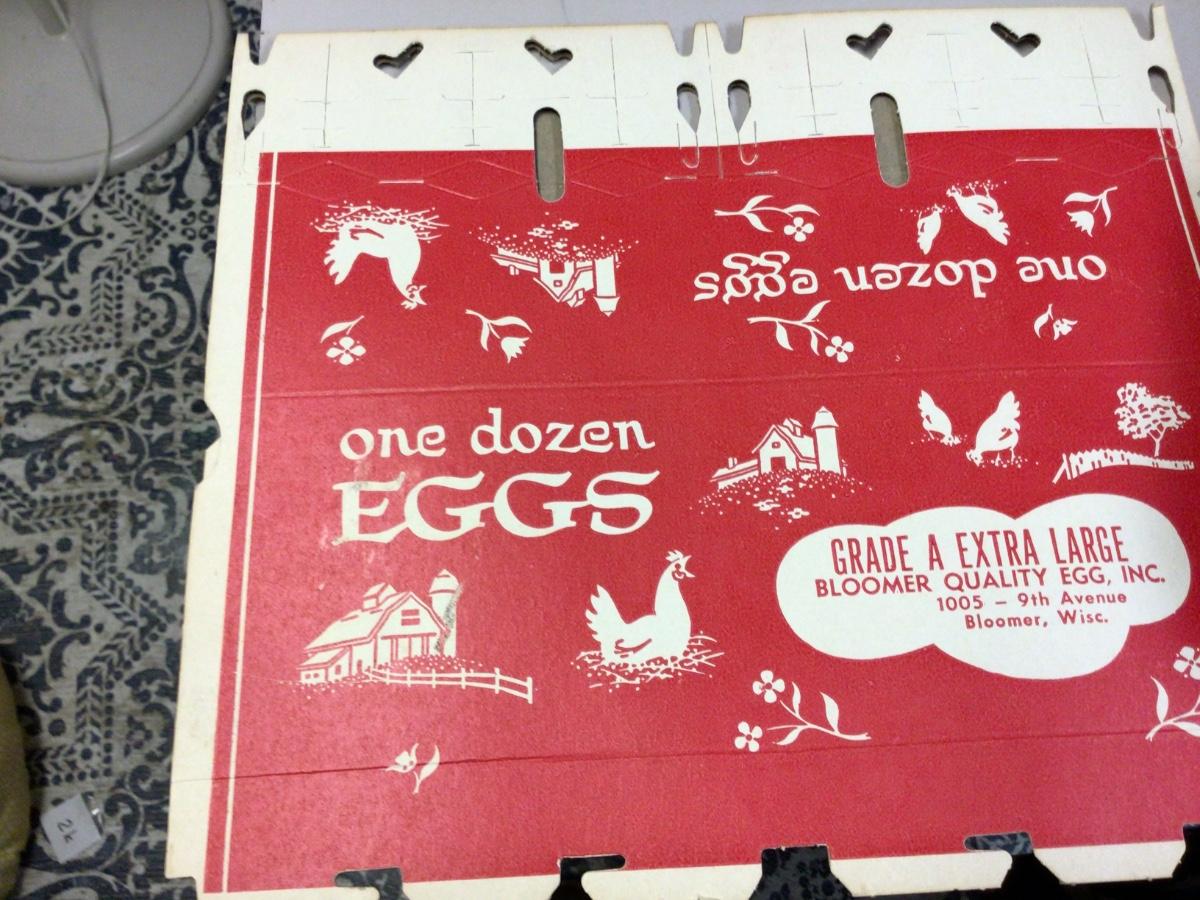 one dozen eggs
one dozen
EGGS
GRADE A EXTRA LARGE
BLOOMER QUALITY EGG, INC.
1005 – 9th Avenue
Bloomer, Wisc.